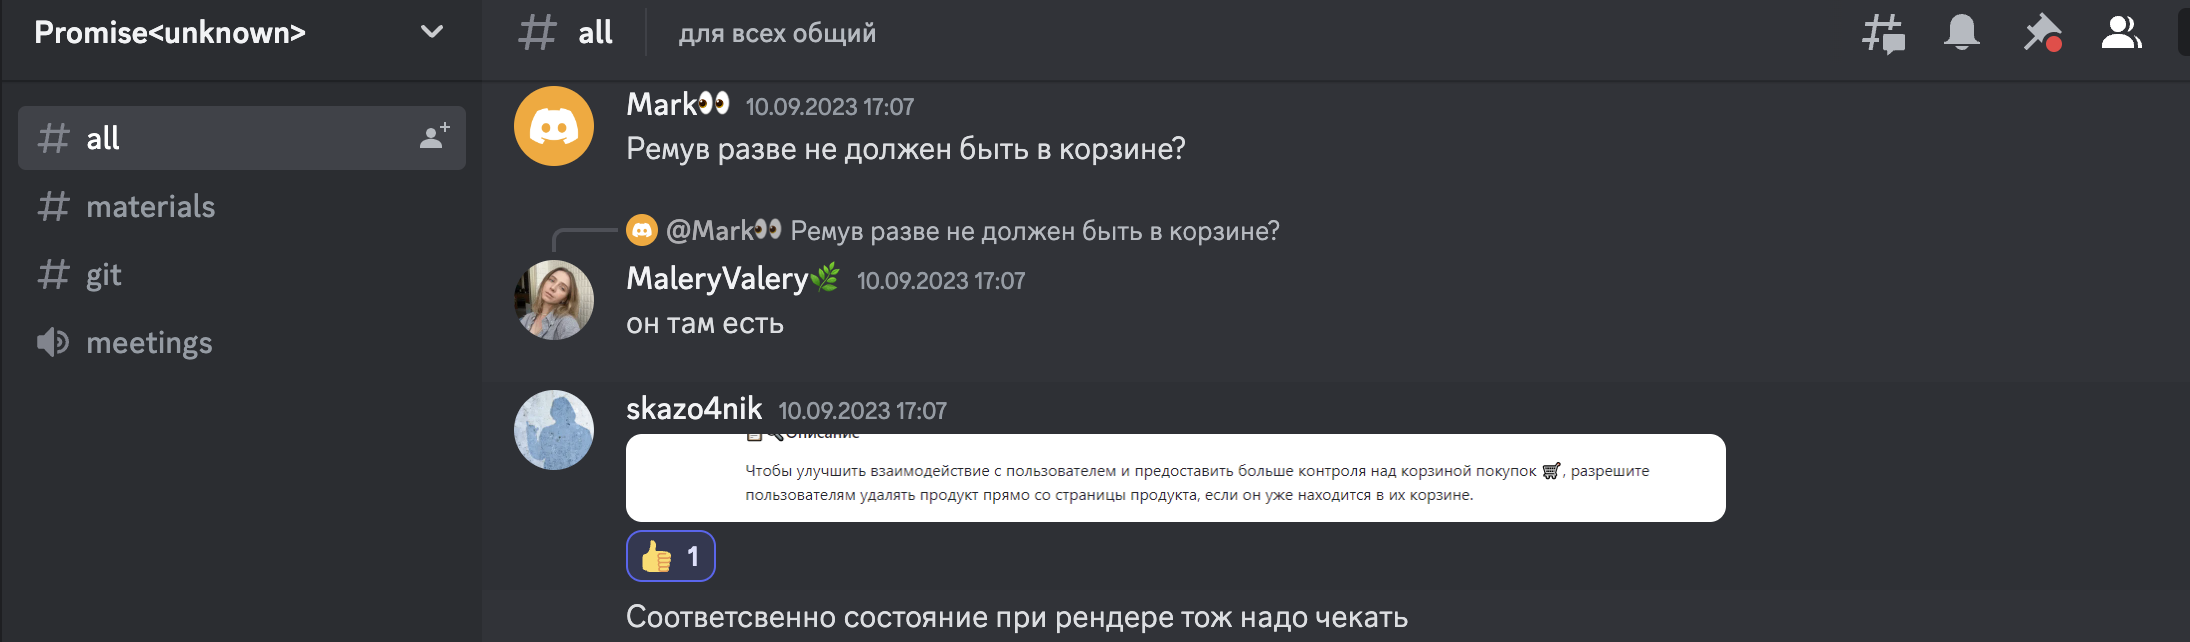 Promise<unknown>
all
materials
git
meetings
all
для всех общий
Mark👀 10.09.2023 17:07
Ремув разве не должен быть в корзине?
@Mark👀 Ремув разве не должен быть в корзине?
MaleryValery🌿 10.09.2023 17:07
он там есть
skazo4nik 10.09.2023 17:07
Описание
Чтобы улучшить взаимодействие с пользователем и предоставить больше контроля над корзиной покупок 🛒, разрешите
пользователям удалять продукт прямо со страницы продукта, если он уже находится в их корзине.
👍 1
Соответсвенно состояние при рендере тож надо чекать